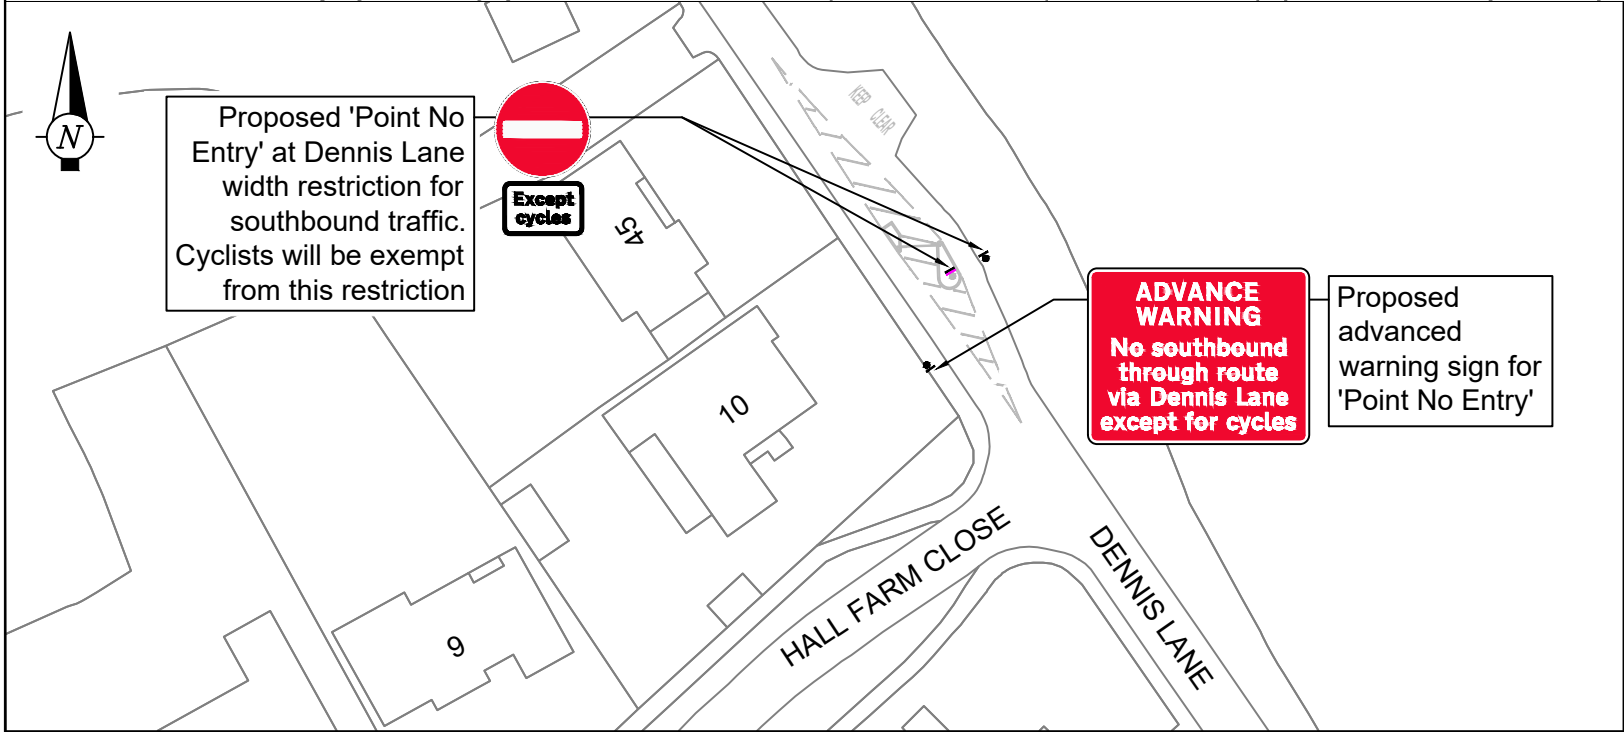 N
Proposed 'Point No
Entry' at Dennis Lane
width restriction for
southbound traffic.
Cyclists will be exempt
from this restriction
Except
cycles
KEEP
CLEAR
45
ADVANCE
WARNING
No southbound
through route
via Dennis Lane
except for cycles
Proposed
advanced
warning sign for
'Point No Entry'
10
9
HALL FARM CLOSE
DENNIS LANE